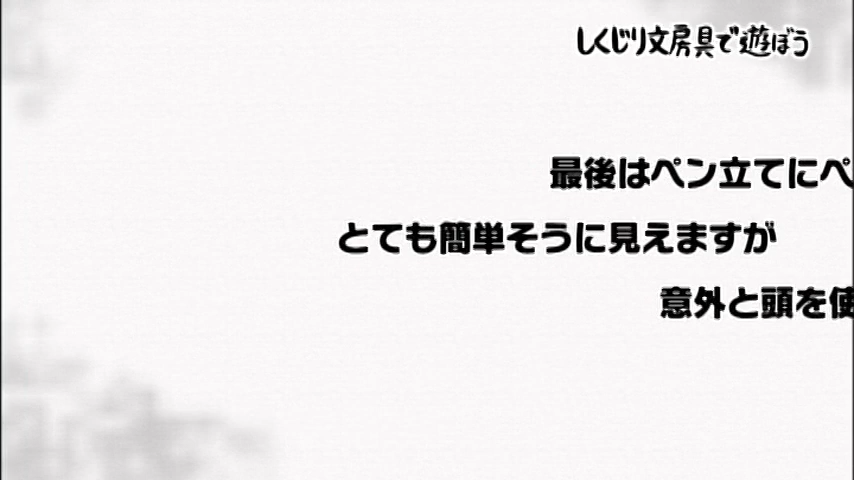 しくじり文房具で遊ぼう
最後はペン立てにペ
とても簡単そうに見えますが
意外と頭を使